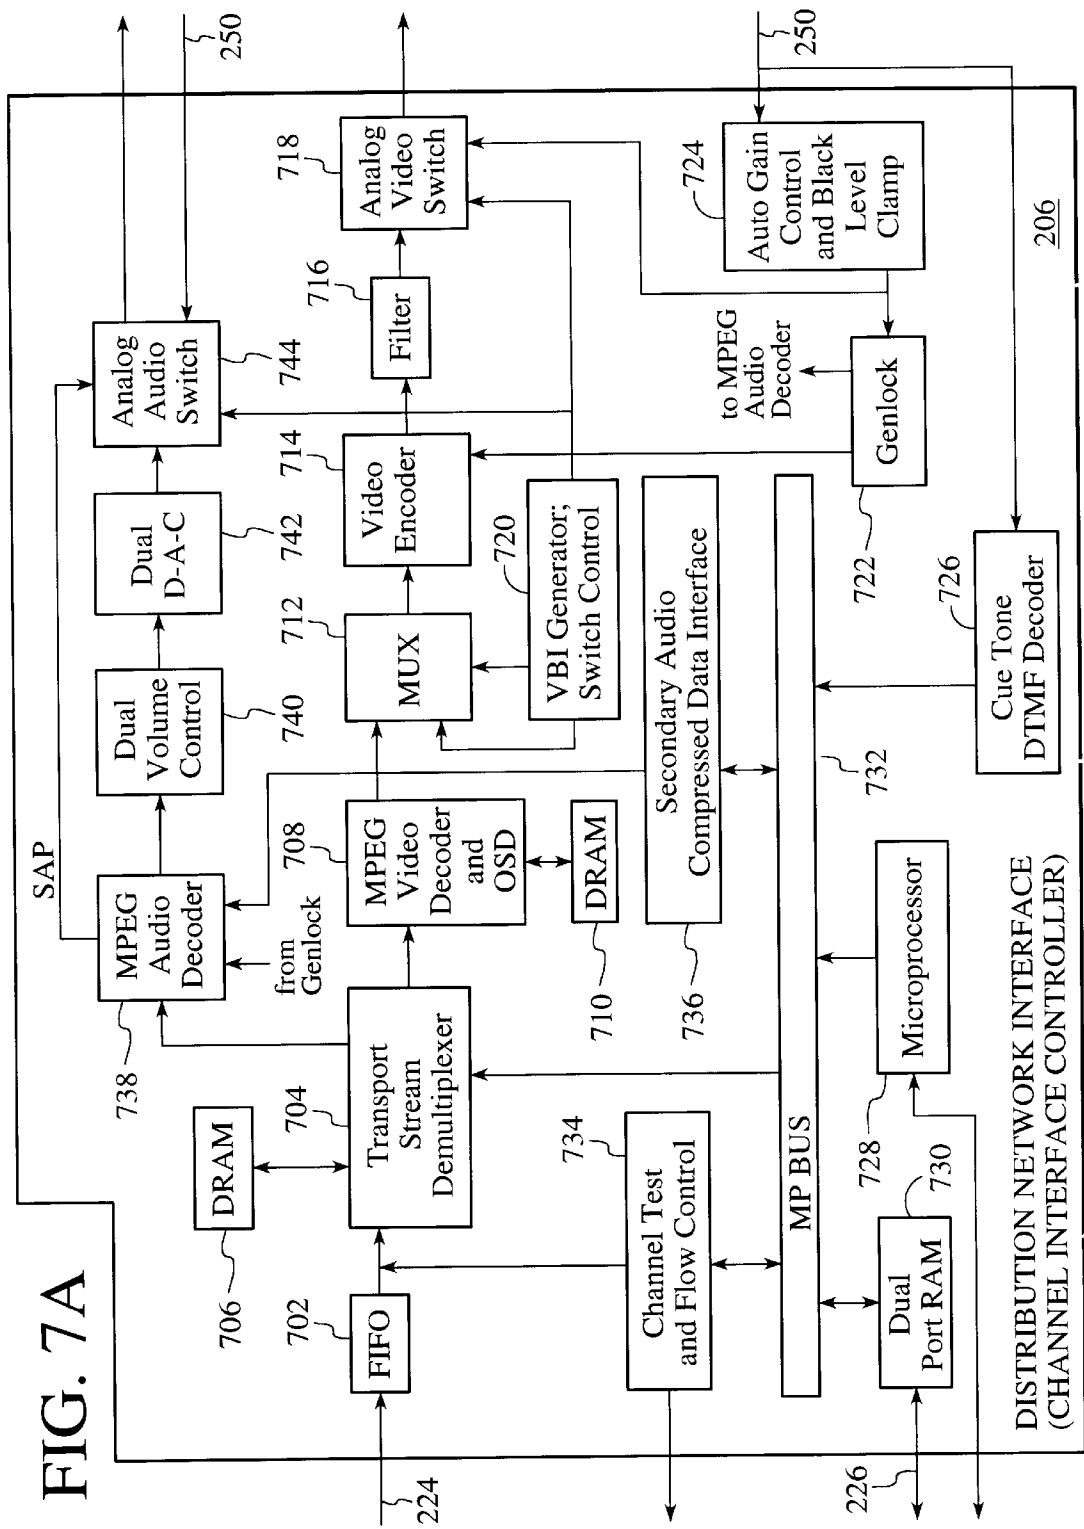 FIG. 7A
SAP
250
MPEG
Audio
Decoder
738
from
Genlock
Dual
Volume
Control
740
Dual
D-A-C
742
Analog
Audio
Switch
744
DRAM
706
224
FIFO
702
Transport
Stream
Demultiplexer
704
MPEG
Video
Decoder
and
OSD
708
DRAM
710
MUX
712
Video
Encoder
714
Filter
716
Analog
Video
Switch
718
VBI Generator;
Switch Control
720
Channel Test
and Flow Control
734
Secondary Audio
Compressed Data Interface
736
to MPEG
Audio
Decoder
Genlock
722
Auto Gain
Control
and Black
Level
Clamp
724
250
MP BUS
732
226
Dual
Port RAM
730
Microprocessor
728
Cue Tone
DTMF Decoder
726
DISTRIBUTION NETWORK INTERFACE
(CHANNEL INTERFACE CONTROLLER)
206